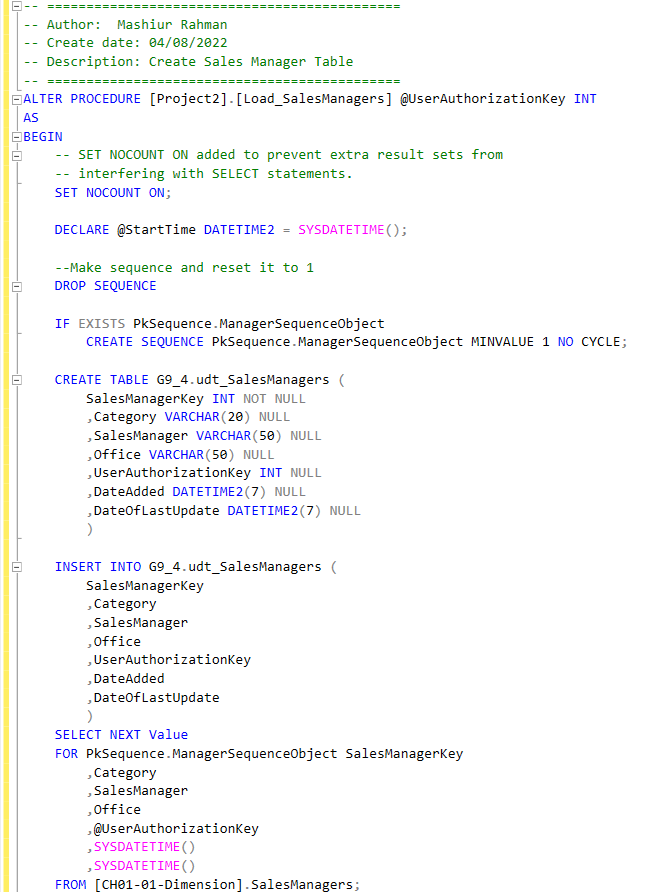 -- =============================================
-- Author:  Mashiur Rahman
-- Create date: 04/08/2022
-- Description: Create Sales Manager Table
-- =============================================
ALTER PROCEDURE [Project2].[Load_SalesManagers] @UserAuthorizationKey INT
AS
BEGIN
    -- SET NOCOUNT ON added to prevent extra result sets from
    -- interfering with SELECT statements.
    SET NOCOUNT ON;

    DECLARE @StartTime DATETIME2 = SYSDATETIME();

    --Make sequence and reset it to 1
    DROP SEQUENCE

    IF EXISTS PkSequence.ManagerSequenceObject
        CREATE SEQUENCE PkSequence.ManagerSequenceObject MINVALUE 1 NO CYCLE;

    CREATE TABLE G9_4.udt_SalesManagers (
        SalesManagerKey INT NOT NULL
        ,Category VARCHAR(20) NULL
        ,SalesManager VARCHAR(50) NULL
        ,Office VARCHAR(50) NULL
        ,UserAuthorizationKey INT NULL
        ,DateAdded DATETIME2(7) NULL
        ,DateOfLastUpdate DATETIME2(7) NULL
        )

    INSERT INTO G9_4.udt_SalesManagers (
        SalesManagerKey
        ,Category
        ,SalesManager
        ,Office
        ,UserAuthorizationKey
        ,DateAdded
        ,DateOfLastUpdate
        )
    SELECT NEXT Value
    FOR PkSequence.ManagerSequenceObject SalesManagerKey
        ,Category
        ,SalesManager
        ,Office
        ,@UserAuthorizationKey
        ,SYSDATETIME()
        ,SYSDATETIME()
    FROM [CH01-01-Dimension].SalesManagers;